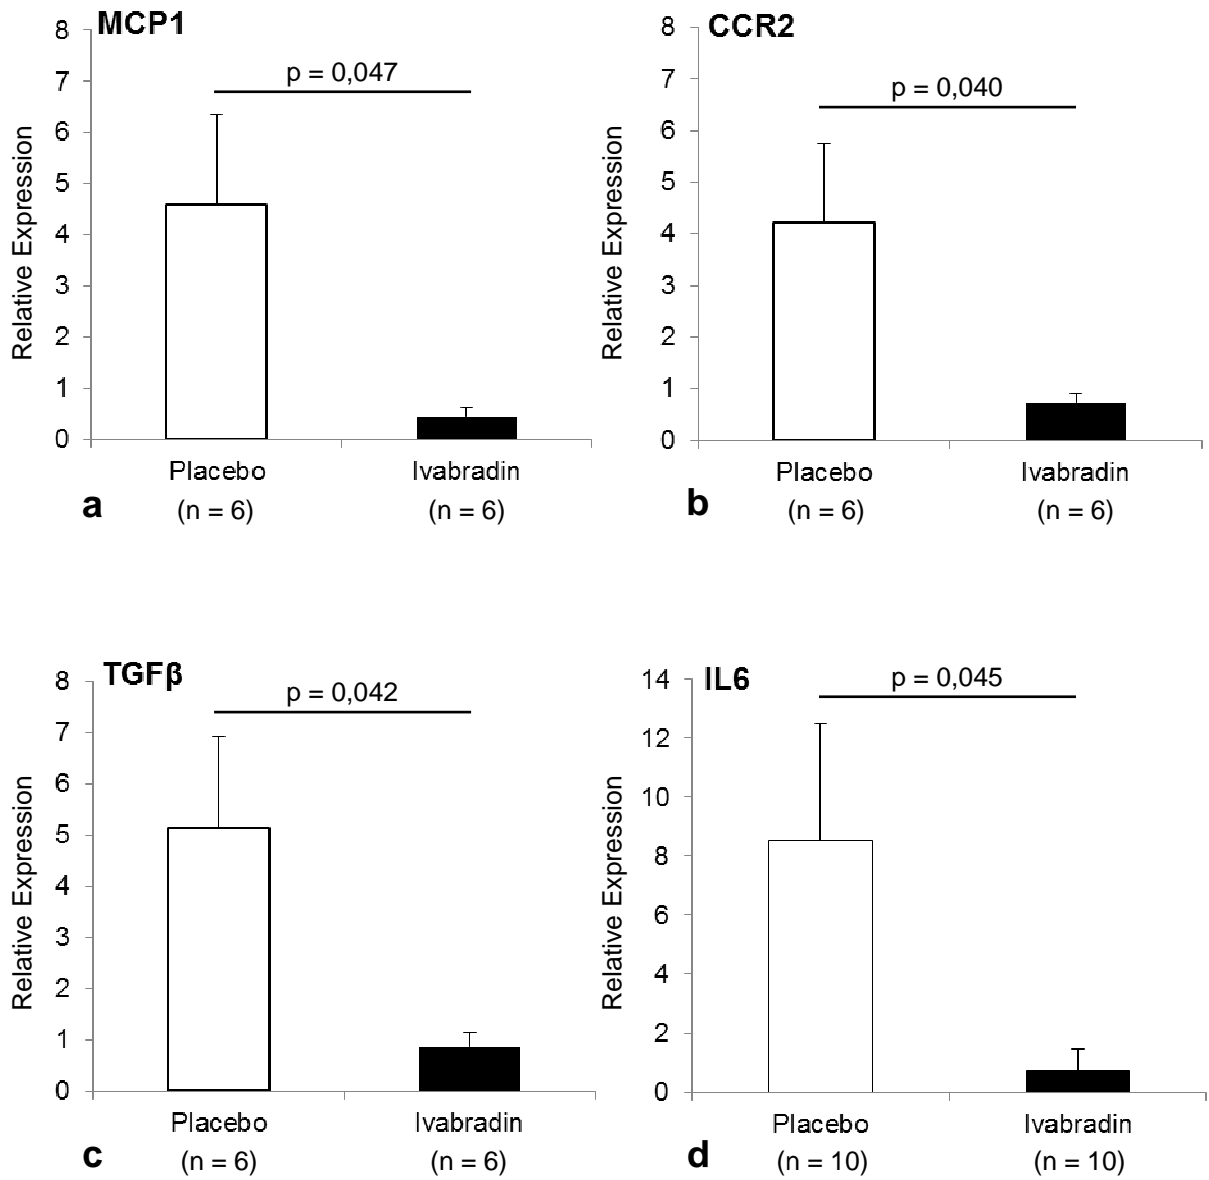 MCP1
8
7
6
5
4
3
2
1
0
Relative Expression
p = 0,047
Placebo
Ivabradin
a
(n = 6)
(n = 6)
CCR2
8
7
6
5
4
3
2
1
0
Relative Expression
p = 0,040
Placebo
Ivabradin
b
(n = 6)
(n = 6)
TGFβ
8
7
6
5
4
3
2
1
0
Relative Expression
p = 0,042
Placebo
Ivabradin
c
(n = 6)
(n = 6)
IL6
14
12
10
8
6
4
2
0
Relative Expression
p = 0,045
Placebo
Ivabradin
d
(n = 10)
(n = 10)